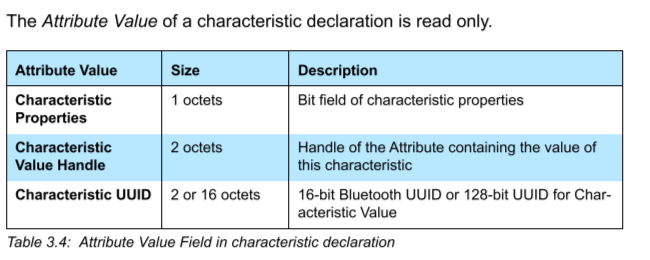 The Attribute Value of a characteristic declaration is read only.
Attribute Value Size Description
Characteristic Properties 1 octets Bit field of characteristic properties
Characteristic Value Handle 2 octets Handle of the Attribute containing the value of this characteristic
Characteristic UUID 2 or 16 octets 16-bit Bluetooth UUID or 128-bit UUID for Char-
acteristic Value
Table 3.4: Attribute Value Field in characteristic declaration